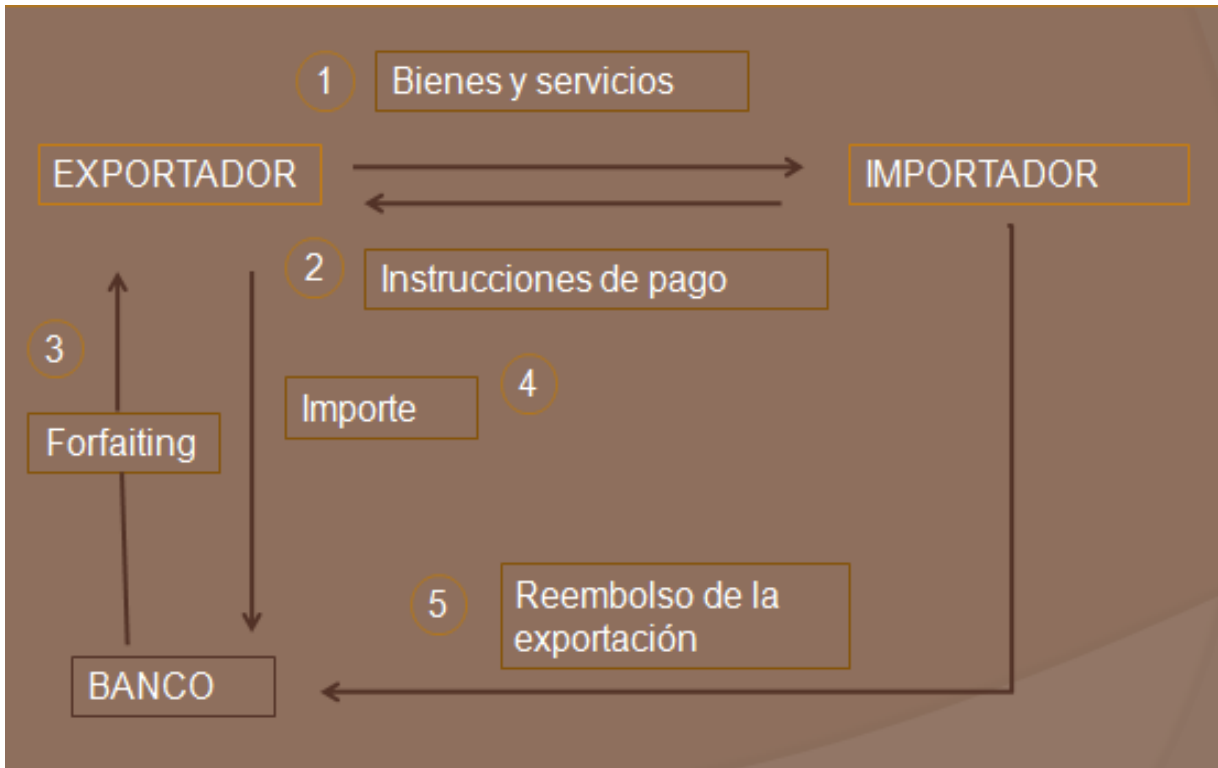 1
Bienes y servicios
EXPORTADOR
IMPORTADOR
2
Instrucciones de pago
3
4
Importe
Forfaiting
5
Reembolso de la
exportación
BANCO